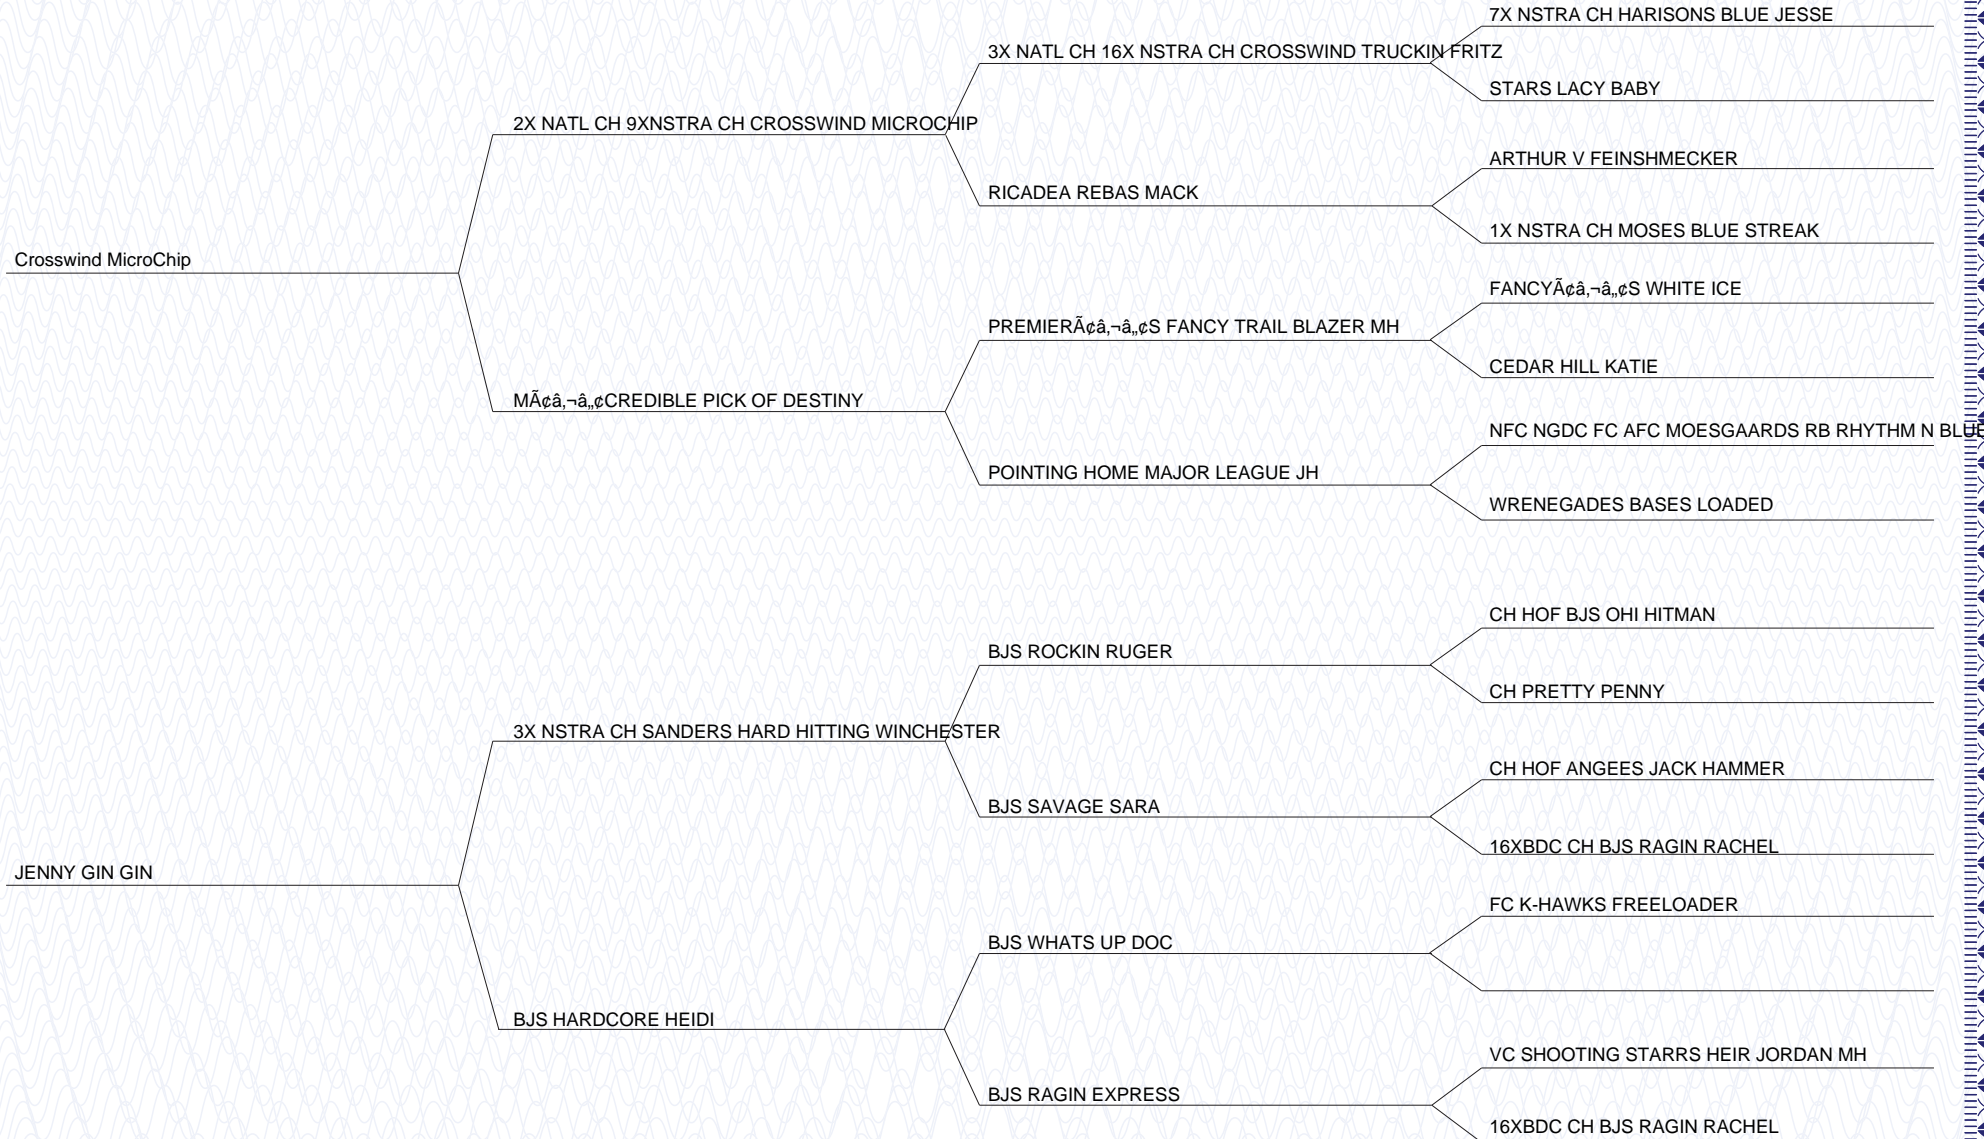 7X NSTRA CH HARISONS BLUE JESSE
3X NATL CH 16X NSTRA CH CROSSWIND TRUCKIN FRITZ
STARS LACY BABY
2X NATL CH 9XNSTRA CH CROSSWIND MICROCHIP
ARTHUR V FEINSHMECKER
RICADEA REBAS MACK
1X NSTRA CH MOSES BLUE STREAK
Crosswind MicroChip
FANCYÃ¢â‚¬â„¢S WHITE ICE
PREMIERÃ¢â‚¬â„¢S FANCY TRAIL BLAZER MH
CEDAR HILL KATIE
MÃ¢â‚¬â„¢CREDIBLE PICK OF DESTINY
NFC NGDC FC AFC MOESGAARDS RB RHYTHM N BLUE
POINTING HOME MAJOR LEAGUE JH
WRENEGADES BASES LOADED
CH HOF BJS OHI HITMAN
BJS ROCKIN RUGER
CH PRETTY PENNY
3X NSTRA CH SANDERS HARD HITTING WINCHESTER
CH HOF ANGEES JACK HAMMER
BJS SAVAGE SARA
16XBDC CH BJS RAGIN RACHEL
JENNY GIN GIN
FC K-HAWKS FREELOADER
BJS WHATS UP DOC
BJS HARDCORE HEIDI
VC SHOOTING STARRS HEIR JORDAN MH
BJS RAGIN EXPRESS
16XBDC CH BJS RAGIN RACHEL